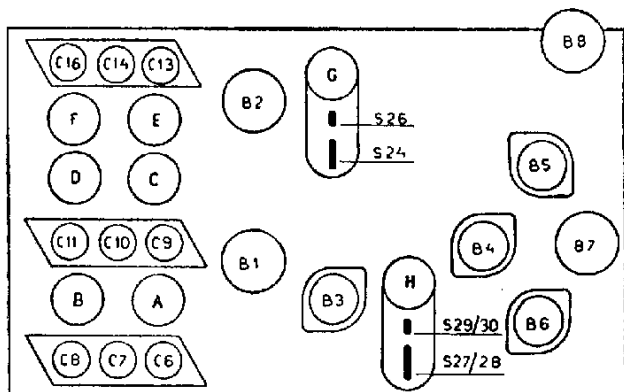 B8
C16 C14 C13
G
B2
F E
S26
S24
D C
B5
C11 C10 C9
B4
B7
B1
H
B A
B3
S29/30
B6
C8 C7 C6
S27/28